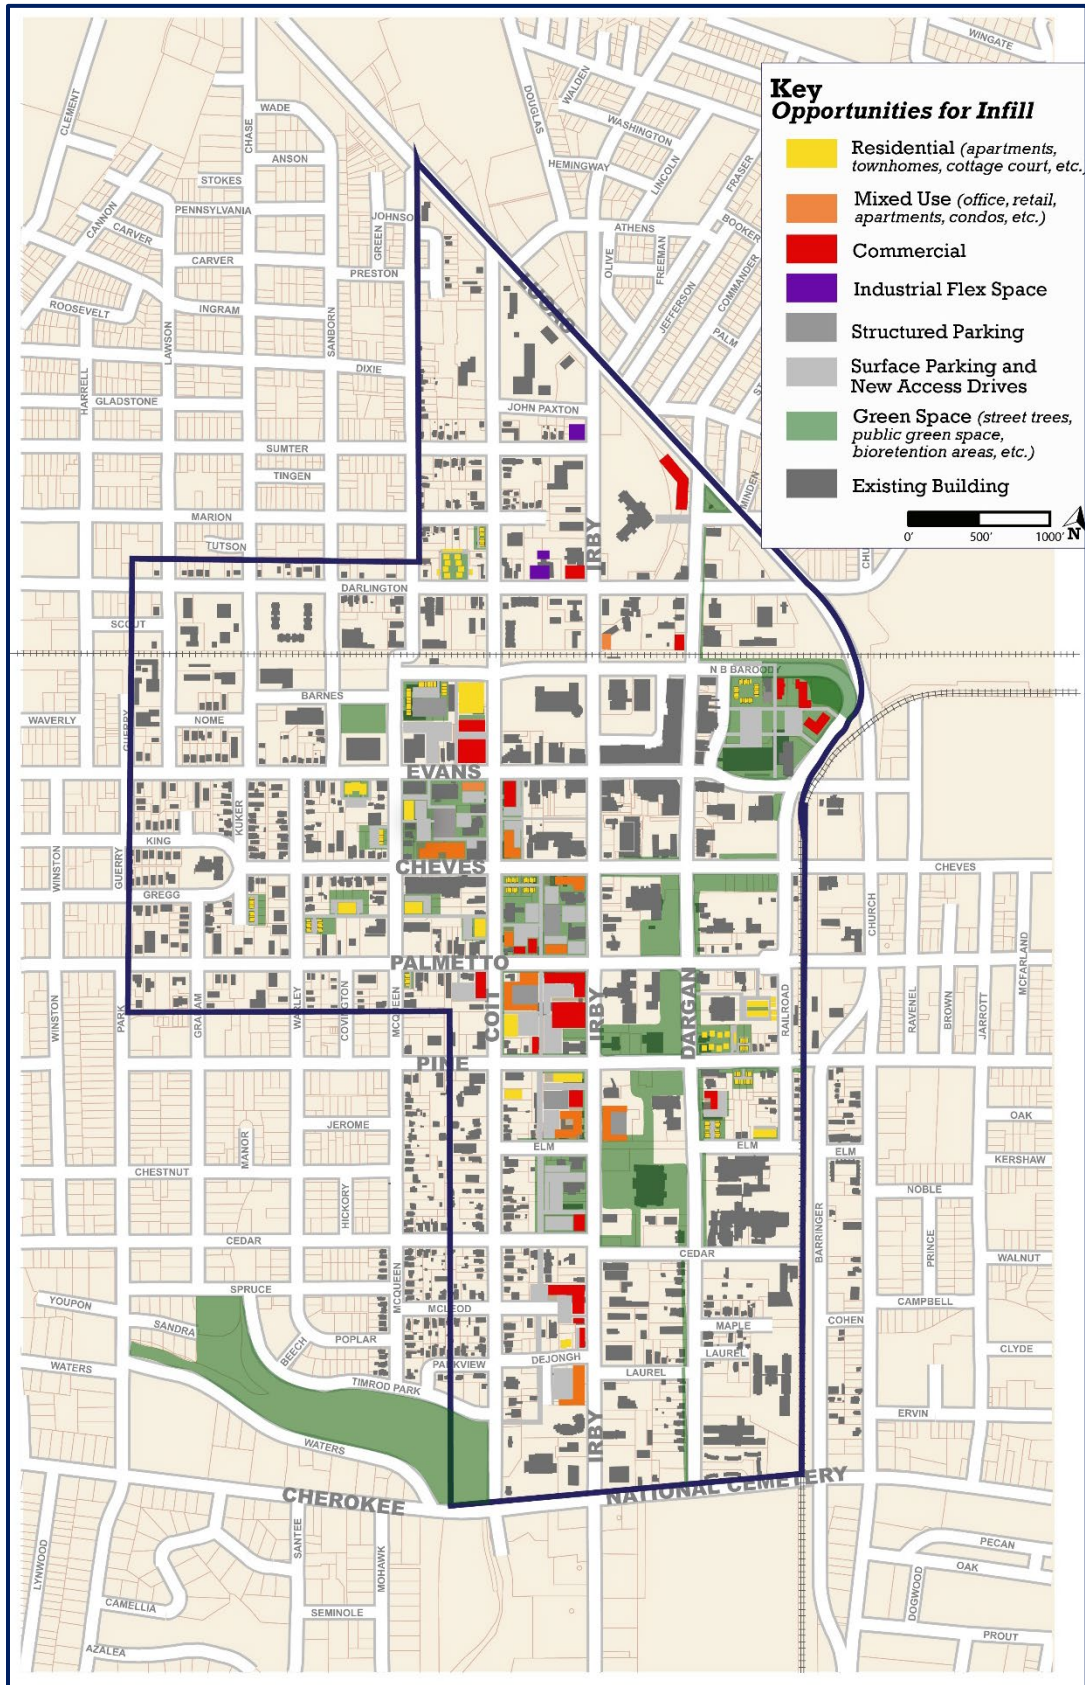 WINGATE
CLEMENT
WADE
CHASE
ANSON
STOKES
PENNSYLVANIA
CANNON
CARVER
CARVER
JOHNSO
GREEN
PRESTON
ROOSEVELT
INGRAM
LAWSON
SANBORN
DIXIE
HARRELL
GLADSTONE
SUMTER
TINGEN
MARION
TUTSON
DOUGLAS
WALDEN
WASHINGTON
HEMINGWAY
LINCOLN
FRASER
BOOKER
ATHENS
OLIVE
FREEMAN
JEFFERSON
COMMANDER
PALM
LUCAS
JOHN PAXTON
MINDEN
Key
Opportunities for Infill
Residential (apartments,
townhomes, cottage court, etc.)
Mixed Use (office, retail,
apartments, condos, etc.)
Commercial
Industrial Flex Space
Structured Parking
Surface Parking and
New Access Drives
Green Space (street trees,
public green space,
bioretention areas, etc.)
Existing Building
0' 500' 1000'
N
IRBY
DARLINGTON
SCOUT
N B BAROODY
BARNES
WAVERLY
NOME
GUERRY
EVANS
KUKER
KING
CHEVES
CHEVES
WINSTON
GUERRY
GREGG
CHURCH
PALMETTO
MCFARLAND
WINSTON
PARK
GRAHAM
WARLEY
COVINGTON
MCQUEEN
COIT
IRBY
DARGAN
RAILROAD
RAVENEL
BROWN
JARROTT
PINE
JEROME
MANOR
CHESTNUT
HICKORY
ELM
ELM
ELM
OAK
KERSHAW
NOBLE
PRINCE
BARRINGER
CEDAR
CEDAR
WALNUT
SPRUCE
YOUPON
SANDRA
MCQUEEN
MCLEOD
CAMPBELL
BEECH
POPLAR
MAPLE
COHEN
WATERS
PARKVIEW
DEJONGH
LAUREL
LAUREL
CLYDE
TIMROD PARK
ERVIN
WATERS
IRBY
CHEROKEE
NATIONAL CEMETERY
LYNWOOD
SANTEE
MOHAWK
PECAN
OAK
DOGWOOD
CAMELLIA
SEMINOLE
PROUT
AZALEA